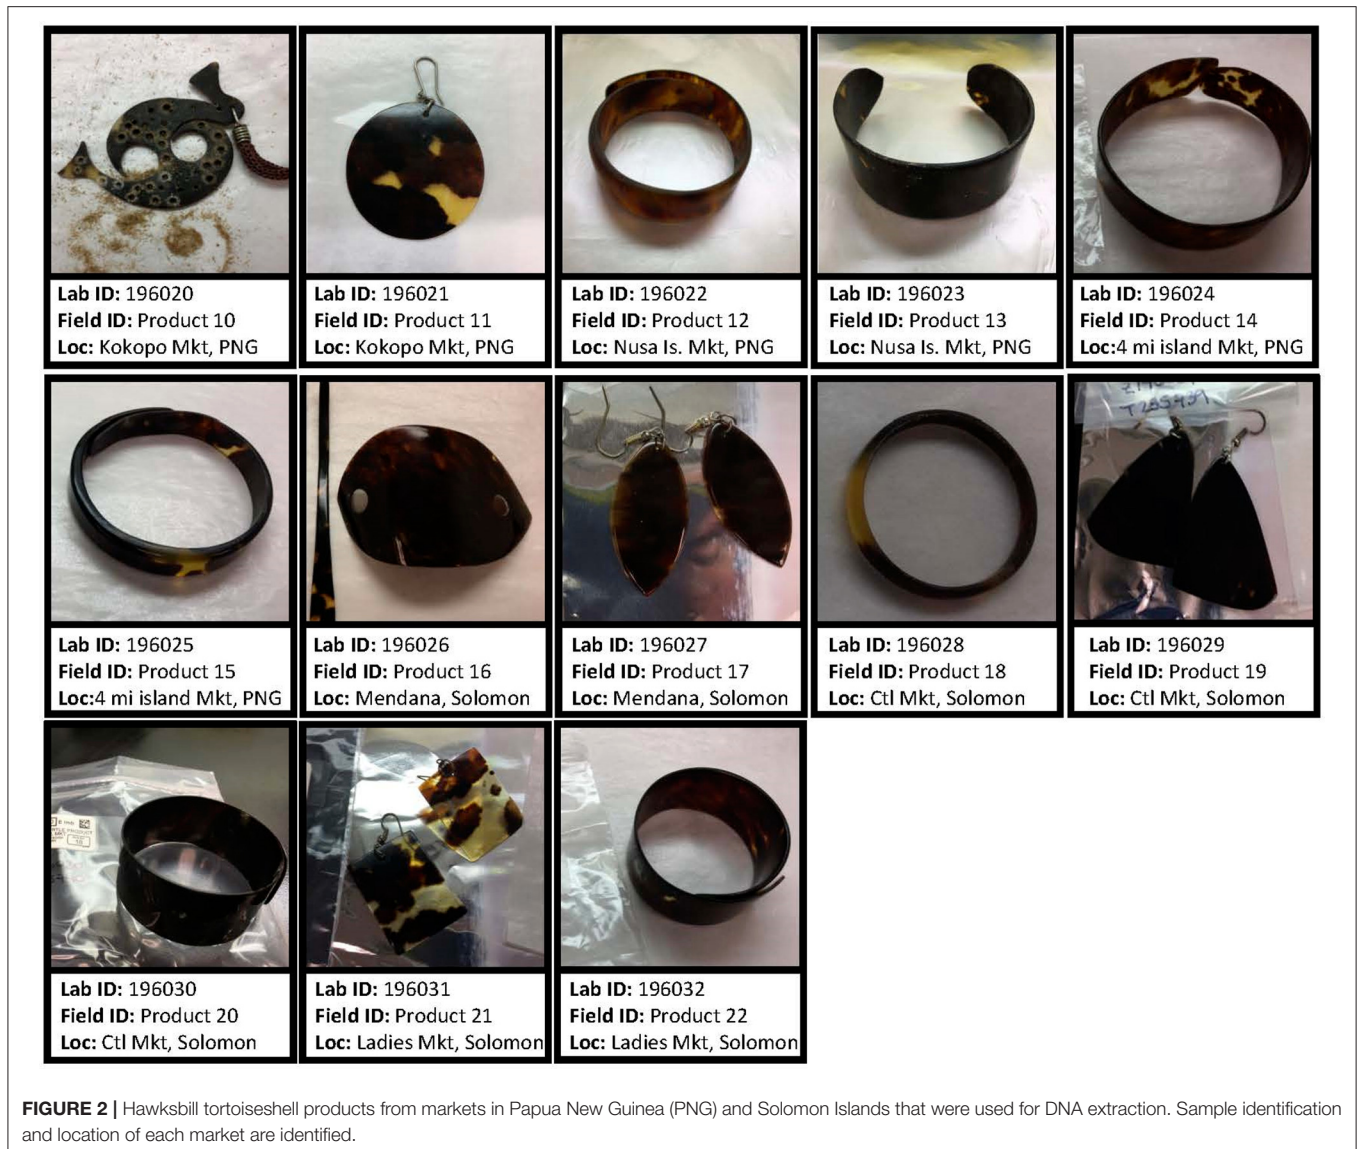 Lab ID: 196020
Field ID: Product 10
Loc: Kokopo Mkt, PNG
Lab ID: 196021
Field ID: Product 11
Loc: Kokopo Mkt, PNG
Lab ID: 196022
Field ID: Product 12
Loc: Nusa Is. Mkt, PNG
Lab ID: 196023
Field ID: Product 13
Loc: Nusa Is. Mkt, PNG
Lab ID: 196024
Field ID: Product 14
Loc:4 mi island Mkt, PNG
Lab ID: 196025
Field ID: Product 15
Loc:4 mi island Mkt, PNG
Lab ID: 196026
Field ID: Product 16
Loc: Mendana, Solomon
Lab ID: 196027
Field ID: Product 17
Loc: Mendana, Solomon
Lab ID: 196028
Field ID: Product 18
Loc: Ctl Mkt, Solomon
Lab ID: 196029
Field ID: Product 19
Loc: Ctl Mkt, Solomon
Lab ID: 196030
Field ID: Product 20
Loc: Ctl Mkt, Solomon
Lab ID: 196031
Field ID: Product 21
Loc: Ladies Mkt, Solomon
Lab ID: 196032
Field ID: Product 22
Loc: Ladies Mkt, Solomon
FIGURE 2 | Hawksbill tortoiseshell products from markets in Papua New Guinea (PNG) and Solomon Islands that were used for DNA extraction. Sample identification
and location of each market are identified.